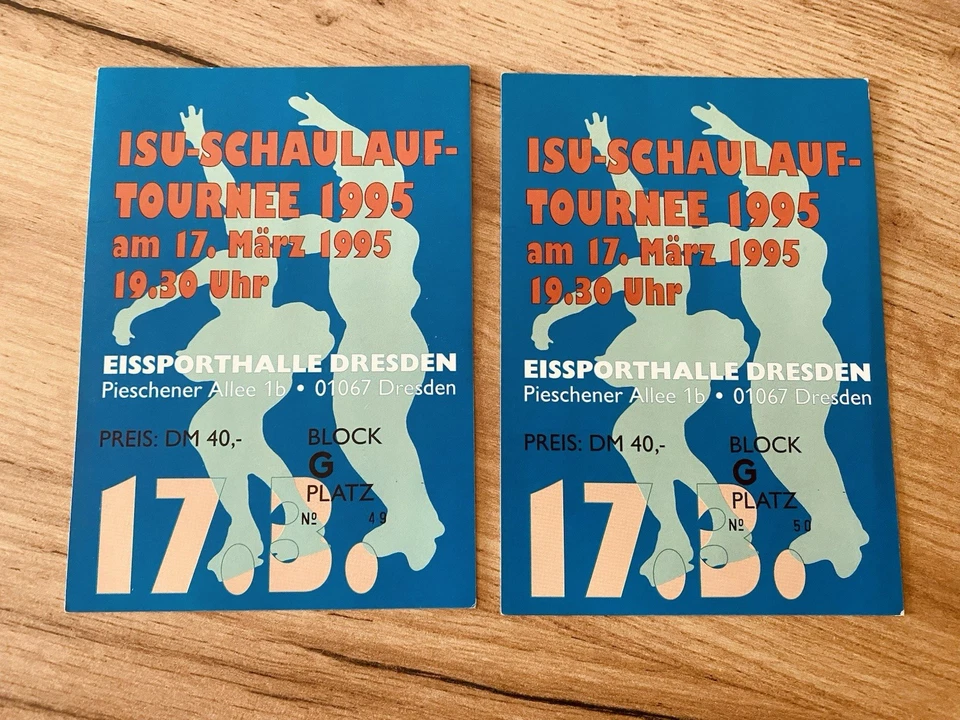 ISU-SCHAULAUF-
TOURNEE 1995
am 17. März 1995
19.30 Uhr
EISSPORTHALLE DRESDEN
Pieschener Allee 1b • 01067 Dresden
PREIS: DM 40,-
BLOCK
G
PLATZ
Nº 49
17.3.
ISU-SCHAULAUF-
TOURNEE 1995
am 17. März 1995
19.30 Uhr
EISSPORTHALLE DRESDEN
Pieschener Allee 1b • 01067 Dresden
PREIS: DM 40,-
BLOCK
G
PLATZ
Nº 50
17.3.